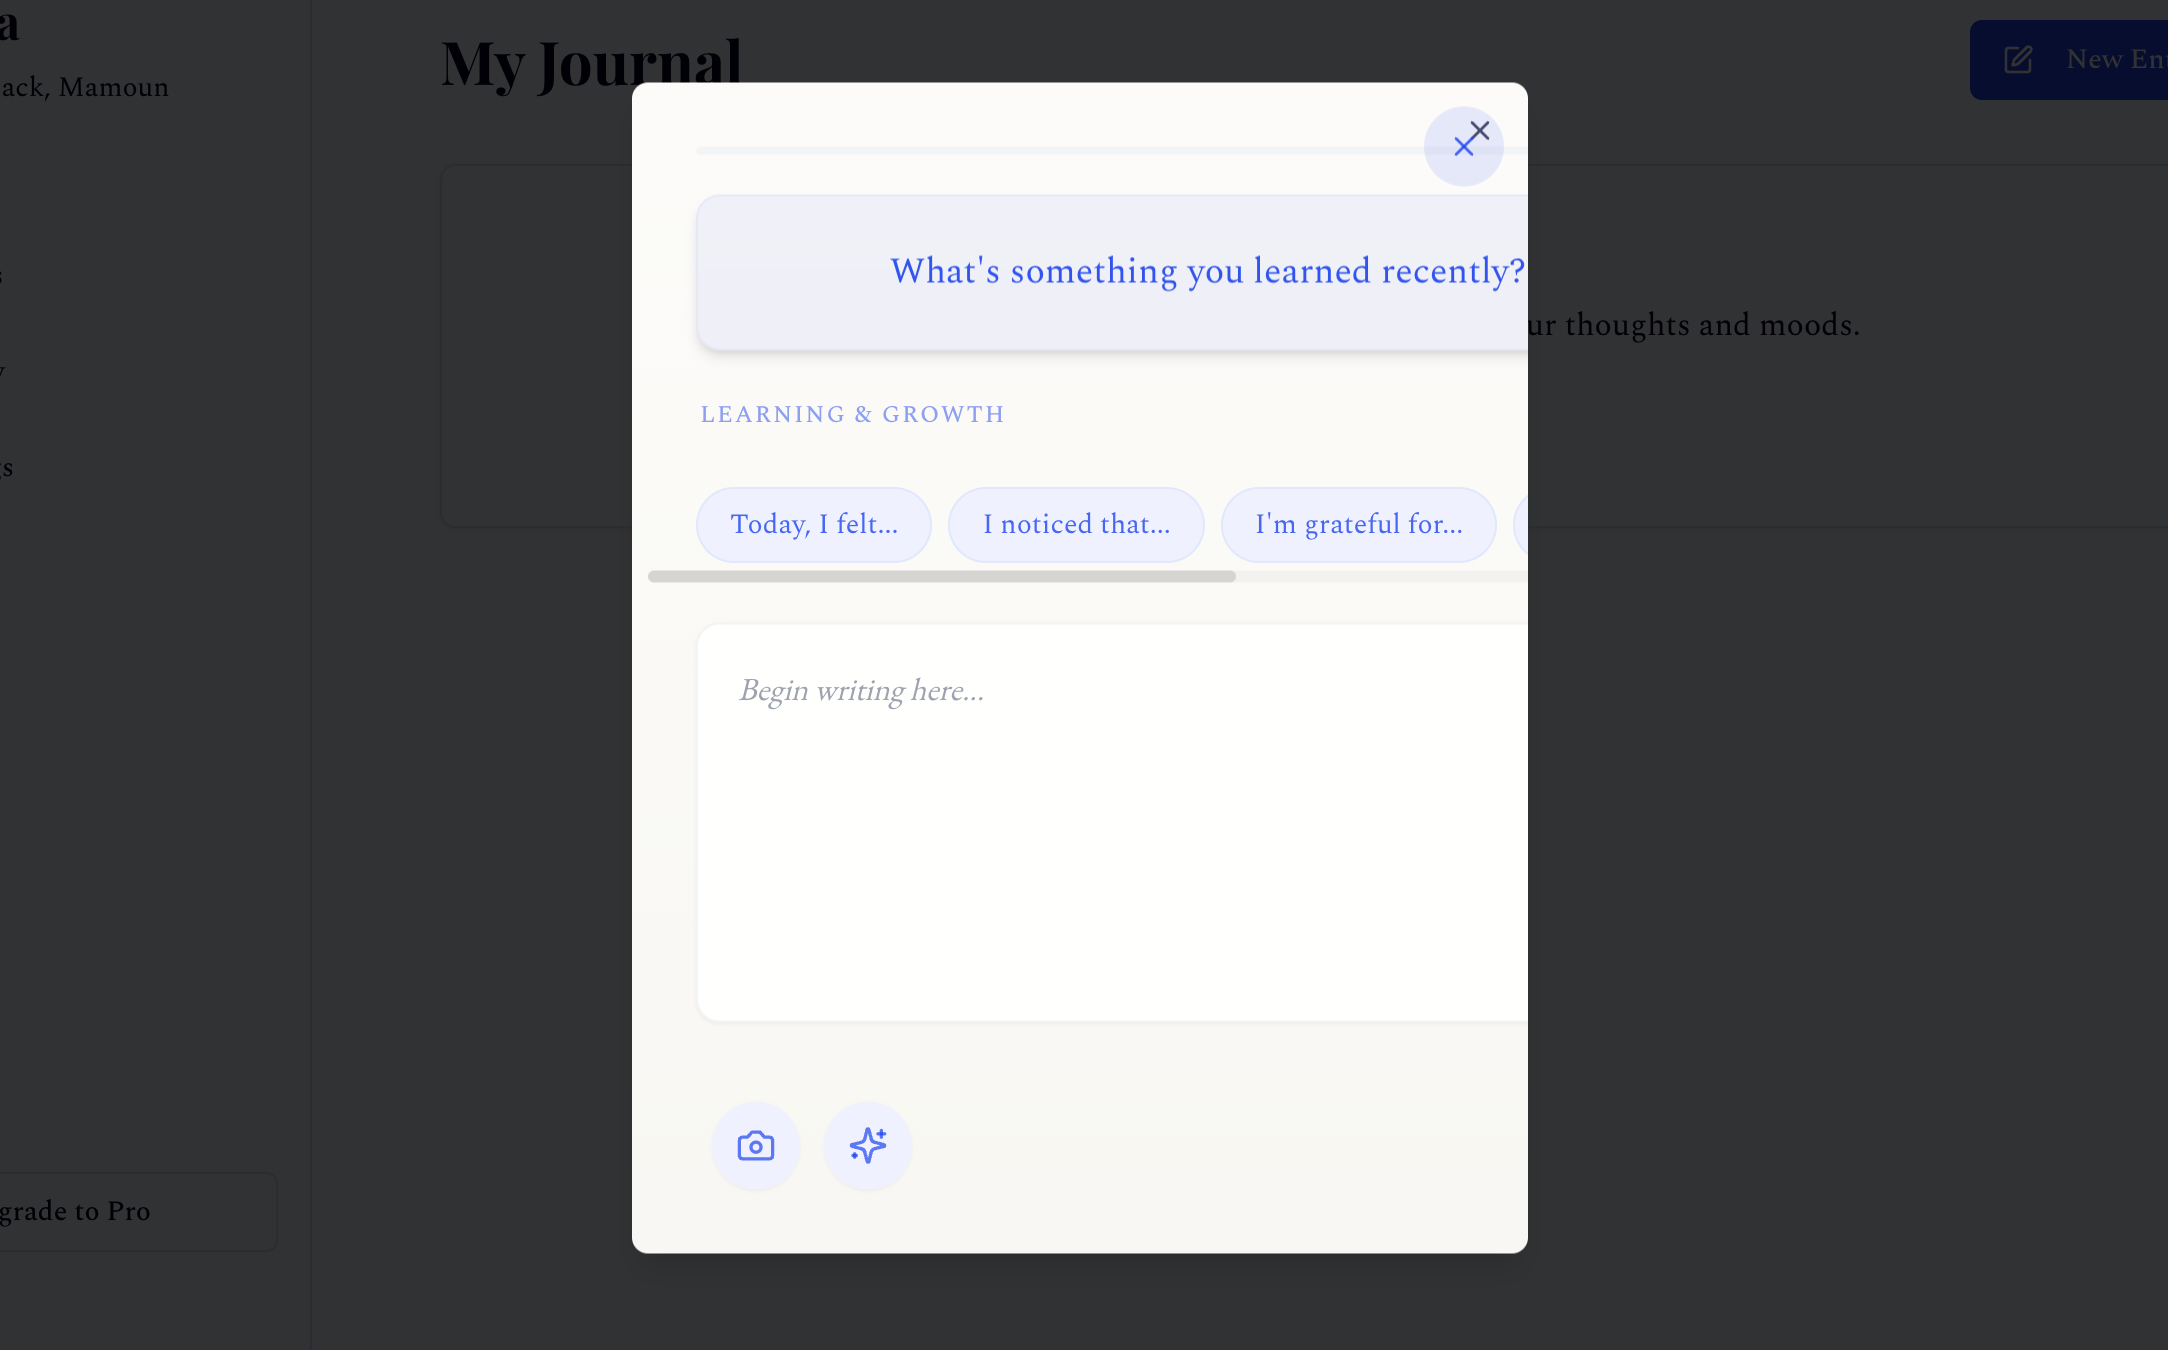 a
ack, Mamoun
My Journal
New En
What's something you learned recently?
ur thoughts and moods.
LEARNING & GROWTH
s
y
gs
Today, I felt...
I noticed that...
I'm grateful for...
Begin writing here...
grade to Pro